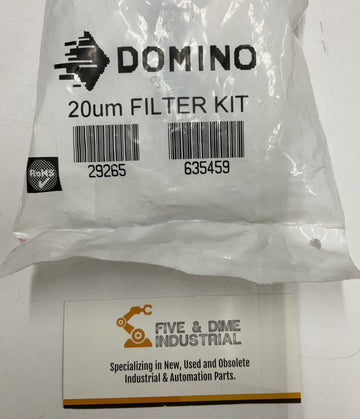 DOMINO
20um FILTER KIT
29265 635459
RoHS
FIVE & DIME
INDUSTRIAL
Specializing in New, Used and Obsolete
Industrial & Automation Parts.